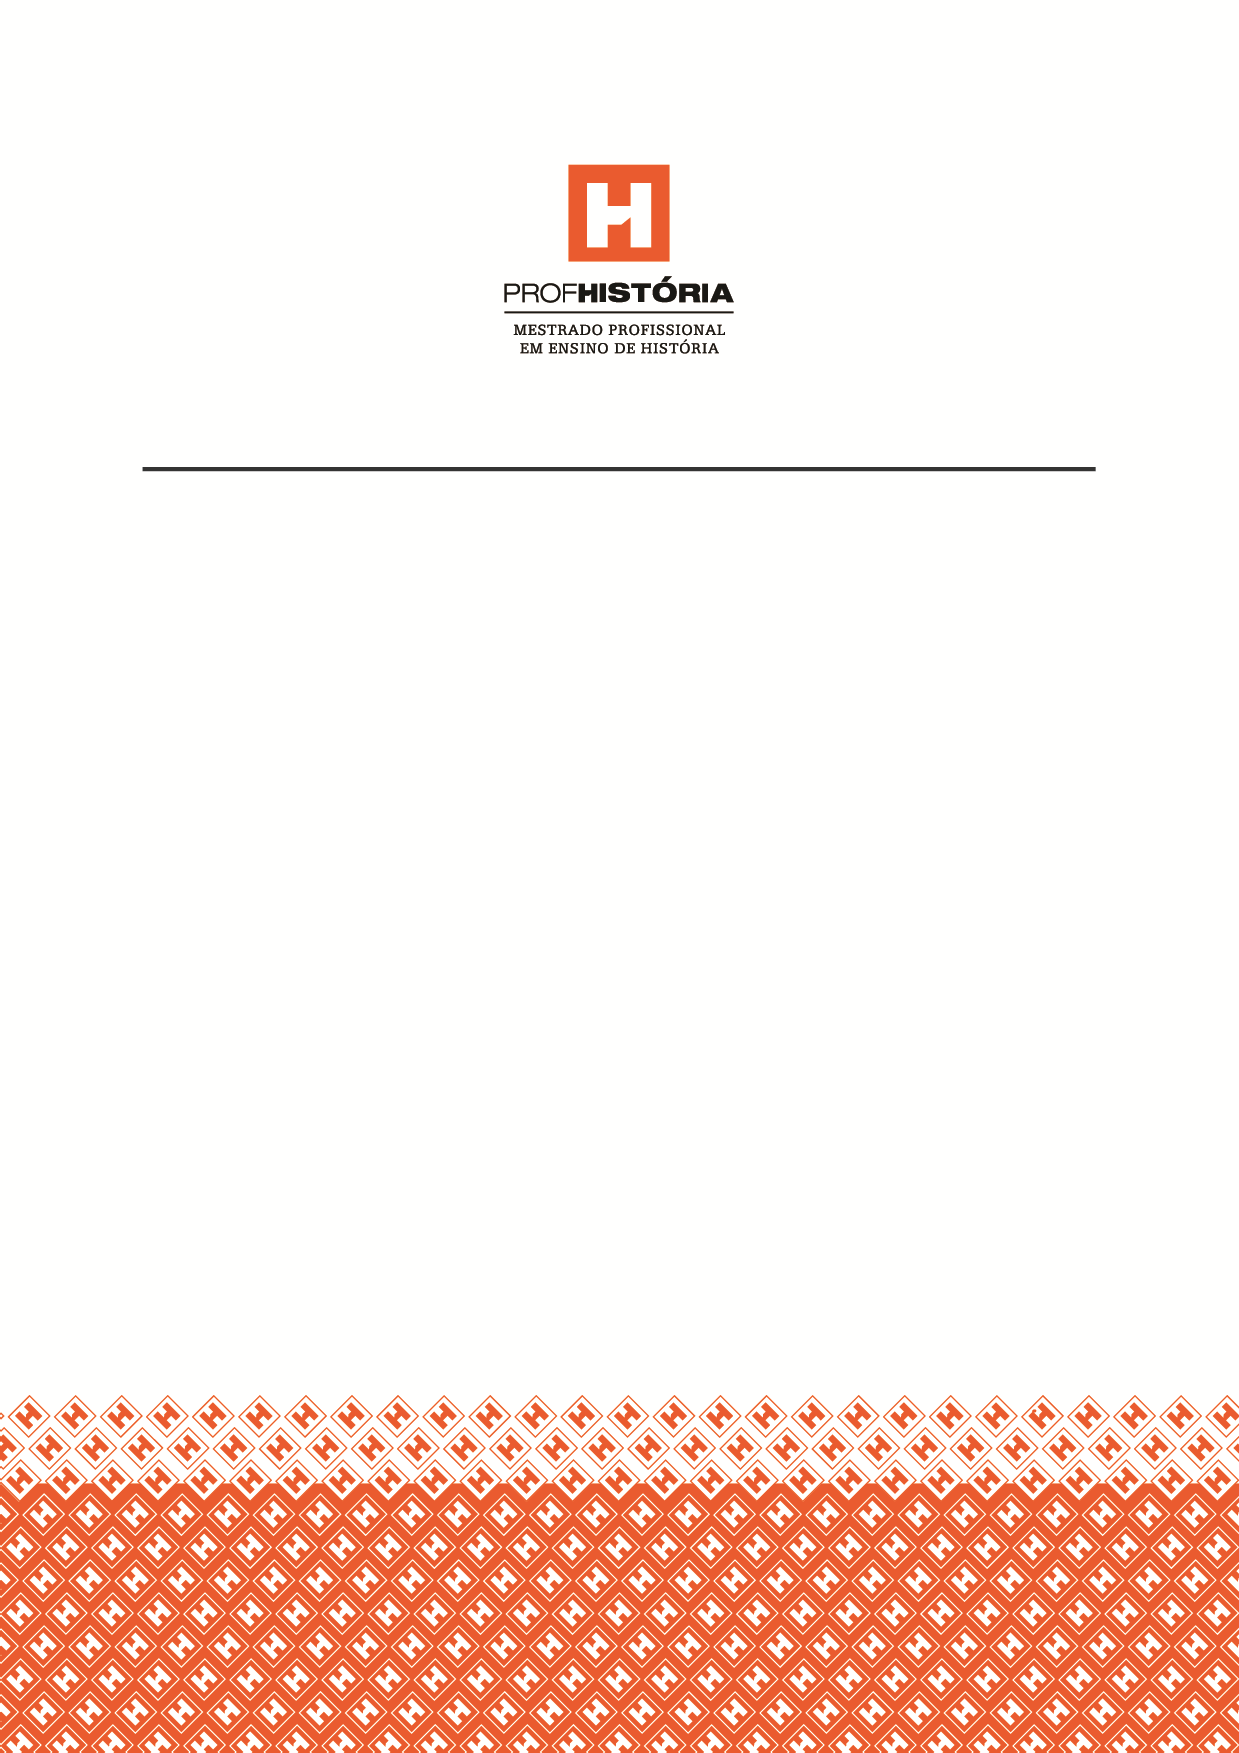 H
PROFHISTÓRIA
MESTRADO PROFISSIONAL
EM ENSINO DE HISTÓRIA